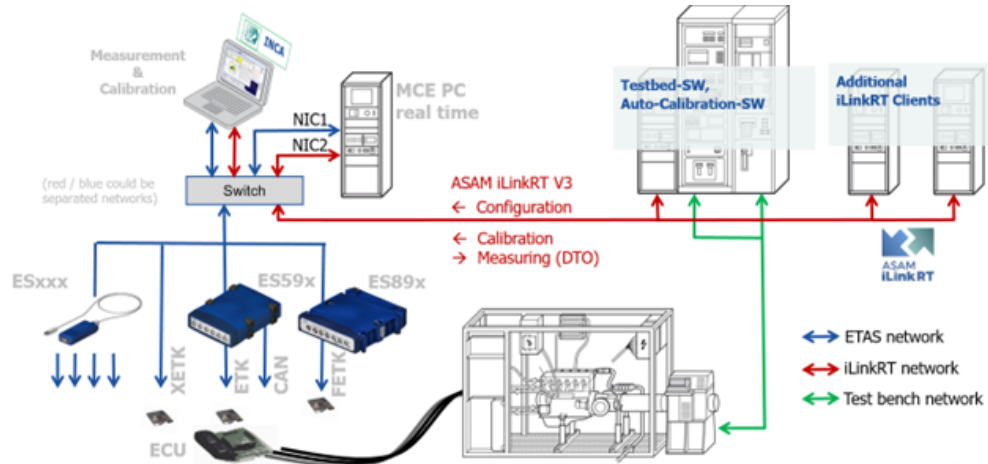 INCA
Measurement
&
Calibration
MCE PC
real time
NIC1
NIC2
Switch
(red / blue could be
separated networks)
Testbed-SW,
Auto-Calibration-SW
Additional
iLinkRT Clients
ASAM iLinkRT V3
← Configuration
← Calibration
→ Measuring (DTO)
ASAM
iLinkRT
ESxxx
ES59x
ES89x
XETK
ETK
CAN
FETK
ECU
ETAS network
iLinkRT network
Test bench network